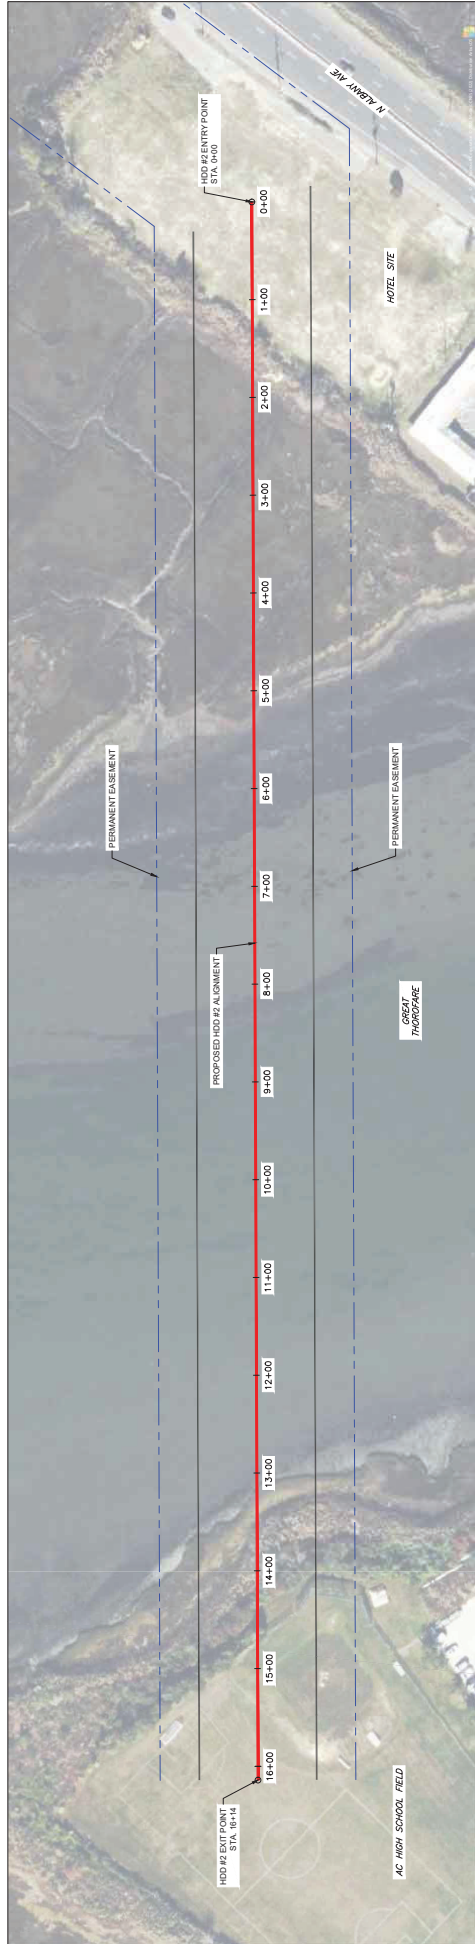 N ALBANY AVE
HDD #2 ENTRY POINT
STA. 0+00
0+00
HOTEL SITE
1+00
2+00
3+00
4+00
5+00
6+00
PERMANENT EASEMENT
PERMANENT EASEMENT
7+00
PROPOSED HDD #2 ALIGNMENT
8+00
GREAT
THOROFARE
9+00
10+00
11+00
12+00
13+00
14+00
15+00
16+00
HDD #2 EXIT POINT
STA. 16+14
AC HIGH SCHOOL FIELD